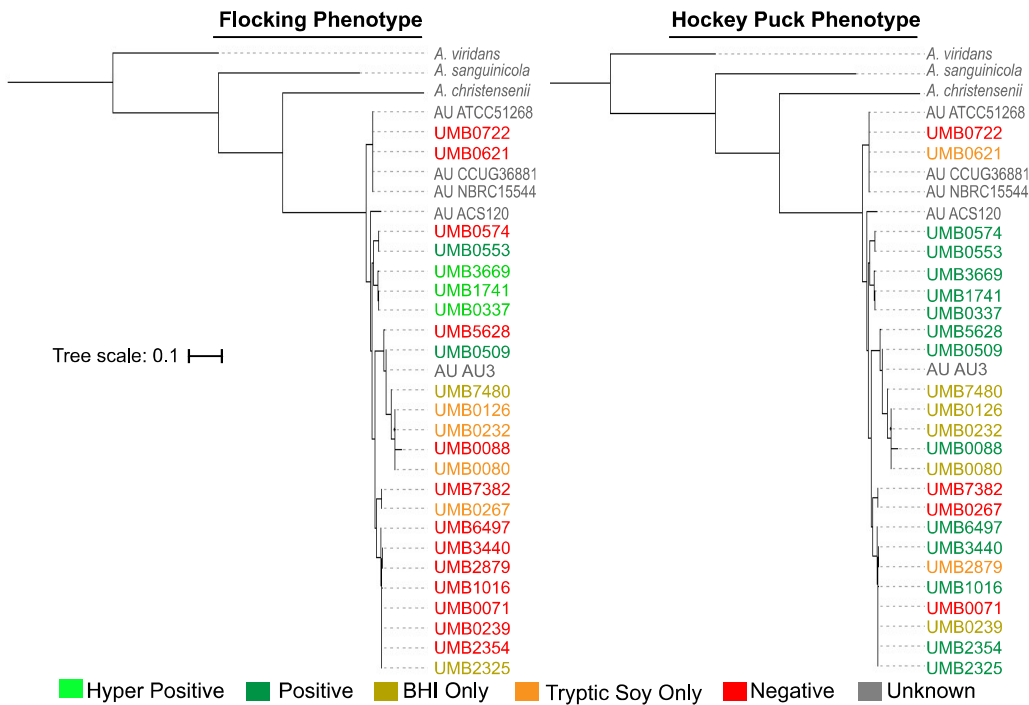 Flocking Phenotype
A. viridans
A. sanguinicola
A. christensenii
AU ATCC51268
UMB0722
UMB0621
AU CCUG36881
AU NBRC15544
AU ACS120
UMB0574
UMB0553
UMB3669
UMB1741
UMB0337
UMB5628
UMB0509
AU AU3
UMB7480
UMB0126
UMB0232
UMB0088
UMB0080
UMB7382
UMB0267
UMB6497
UMB3440
UMB2879
UMB1016
UMB0071
UMB0239
UMB2354
UMB2325
Tree scale: 0.1
Hockey Puck Phenotype
A. viridans
A. sanguinicola
A. christensenii
AU ATCC51268
UMB0722
UMB0621
AU CCUG36881
AU NBRC15544
AU ACS120
UMB0574
UMB0553
UMB3669
UMB1741
UMB0337
UMB5628
UMB0509
AU AU3
UMB7480
UMB0126
UMB0232
UMB0088
UMB0080
UMB7382
UMB0267
UMB6497
UMB3440
UMB2879
UMB1016
UMB0071
UMB0239
UMB2354
UMB2325
Hyper Positive Positive BHI Only Tryptic Soy Only Negative Unknown